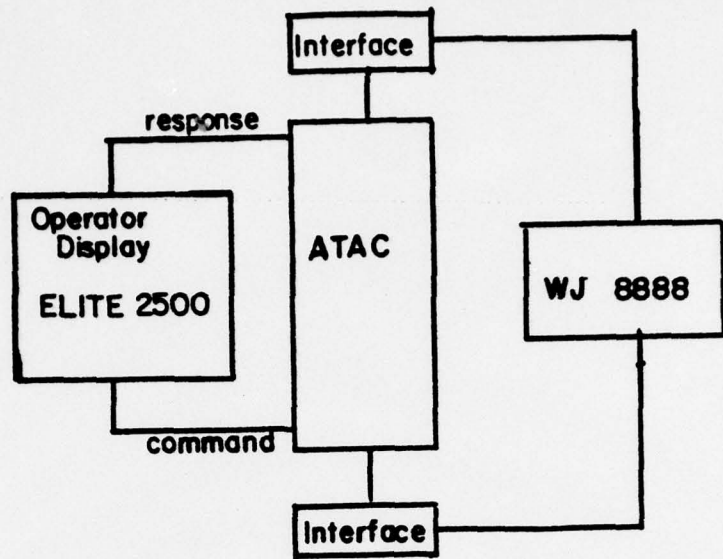 Interface
response
Operator
Display
ELITE 2500
ATAC
WJ 8888
command
Interface